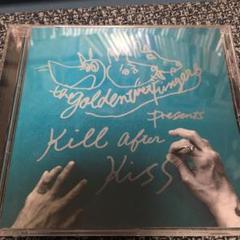 the Golden Wet Fingers
presents
Kill after
Kiss